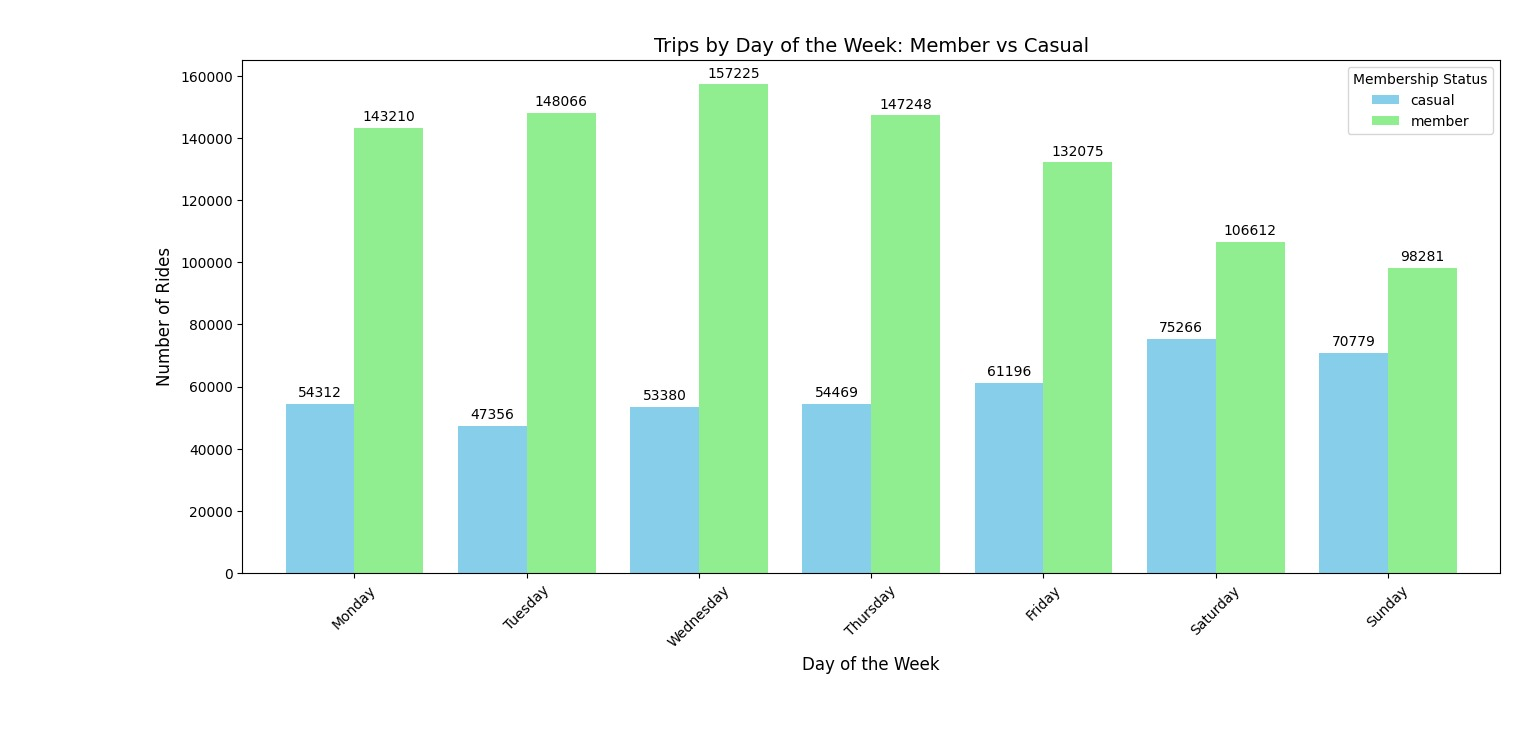 Trips by Day of the Week: Member vs Casual
Membership Status
casual
member
Number of Rides
160000
140000
120000
100000
80000
60000
40000
20000
0
54312
143210
47356
148066
53380
157225
54469
147248
61196
132075
75266
106612
70779
98281
Monday
Tuesday
Wednesday
Thursday
Friday
Saturday
Sunday
Day of the Week